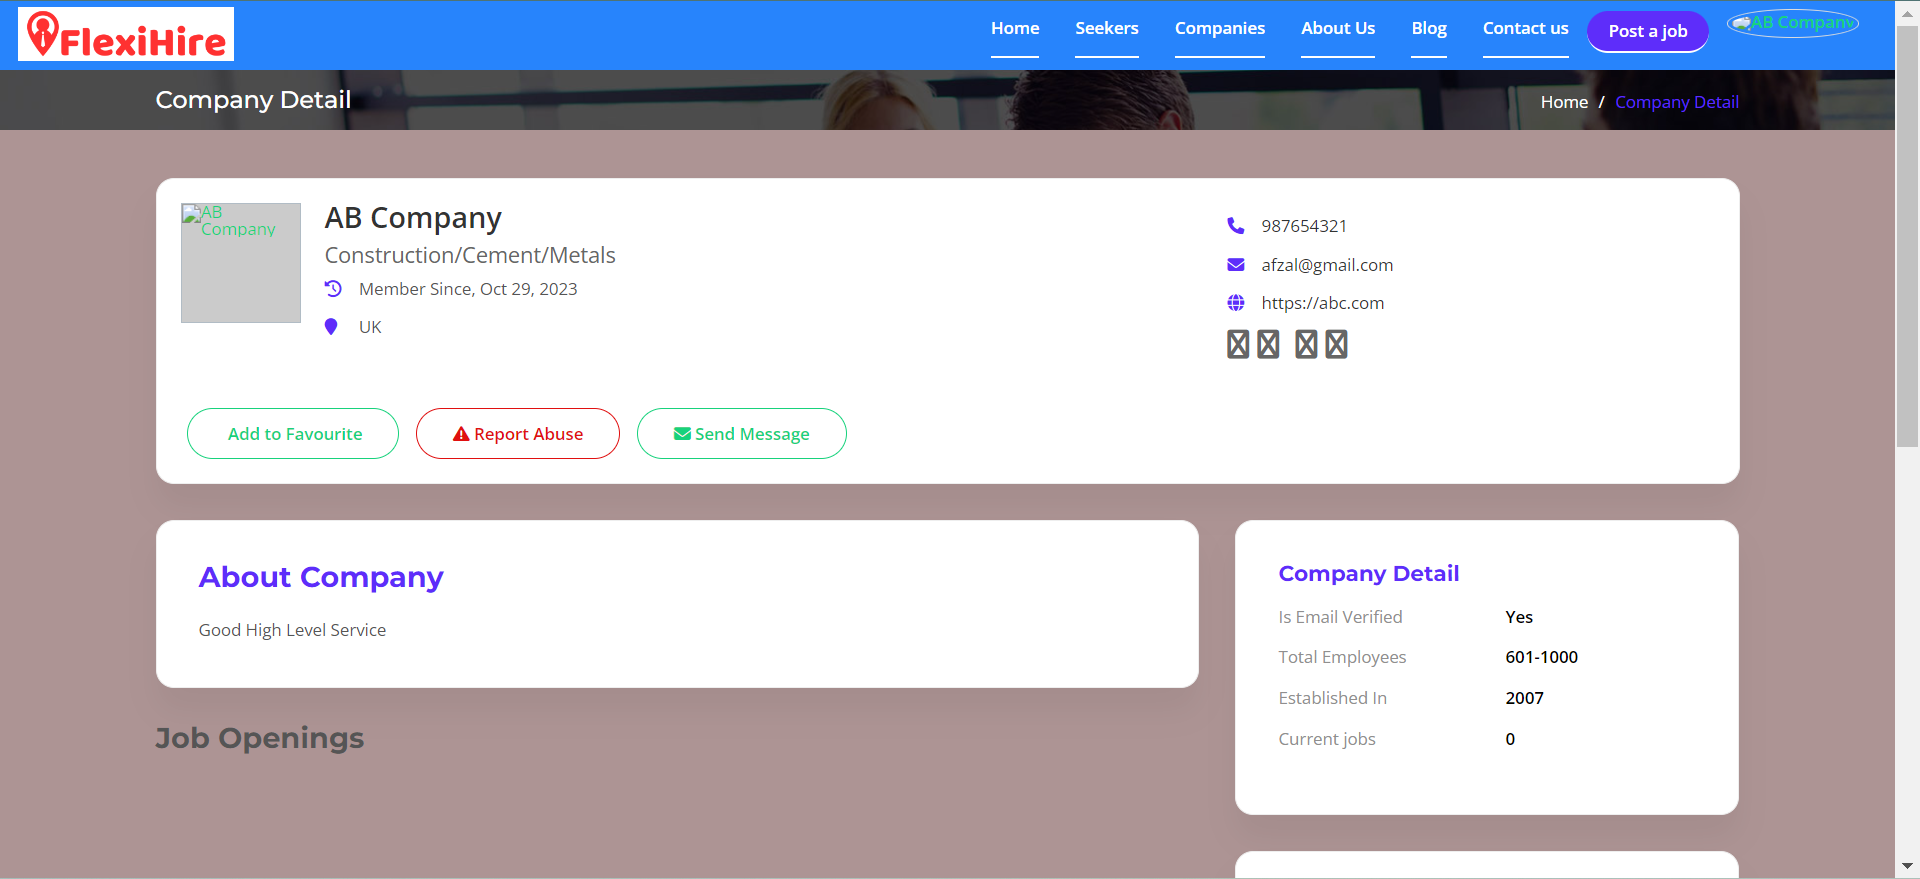 FlexiHire
Home Seekers Companies About Us Blog Contact us Post a job AB Company
Company Detail
Home / Company Detail
AB Company
AB Company
Construction/Cement/Metals
Member Since, Oct 29, 2023
UK
987654321
afzal@gmail.com
https://abc.com
Add to Favourite Report Abuse Send Message
About Company
Good High Level Service
Job Openings
Company Detail
Is Email Verified Yes
Total Employees 601-1000
Established In 2007
Current jobs 0